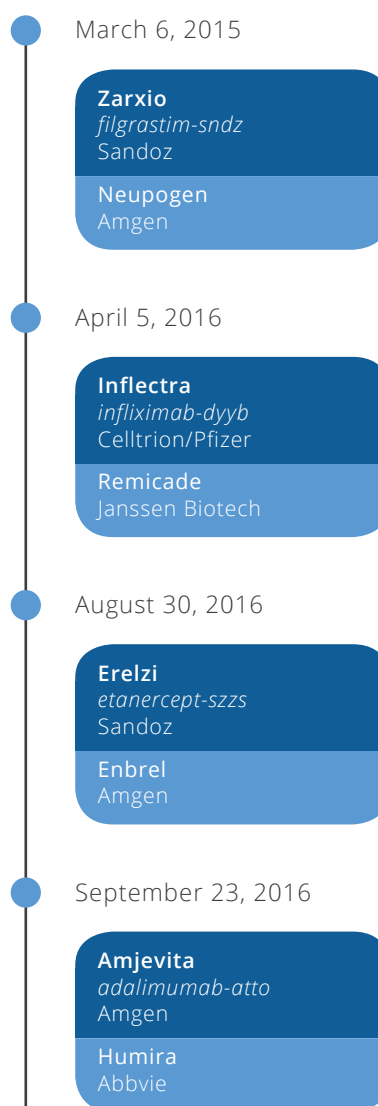 March 6, 2015
Zarxio
filgrastim-sndz
Sandoz
Neupogen
Amgen
April 5, 2016
Inflectra
infliximab-dyyb
Celltrion/Pfizer
Remicade
Janssen Biotech
August 30, 2016
Erelzi
etanercept-szzs
Sandoz
Enbrel
Amgen
September 23, 2016
Amjevita
adalimumab-atto
Amgen
Humira
Abbvie